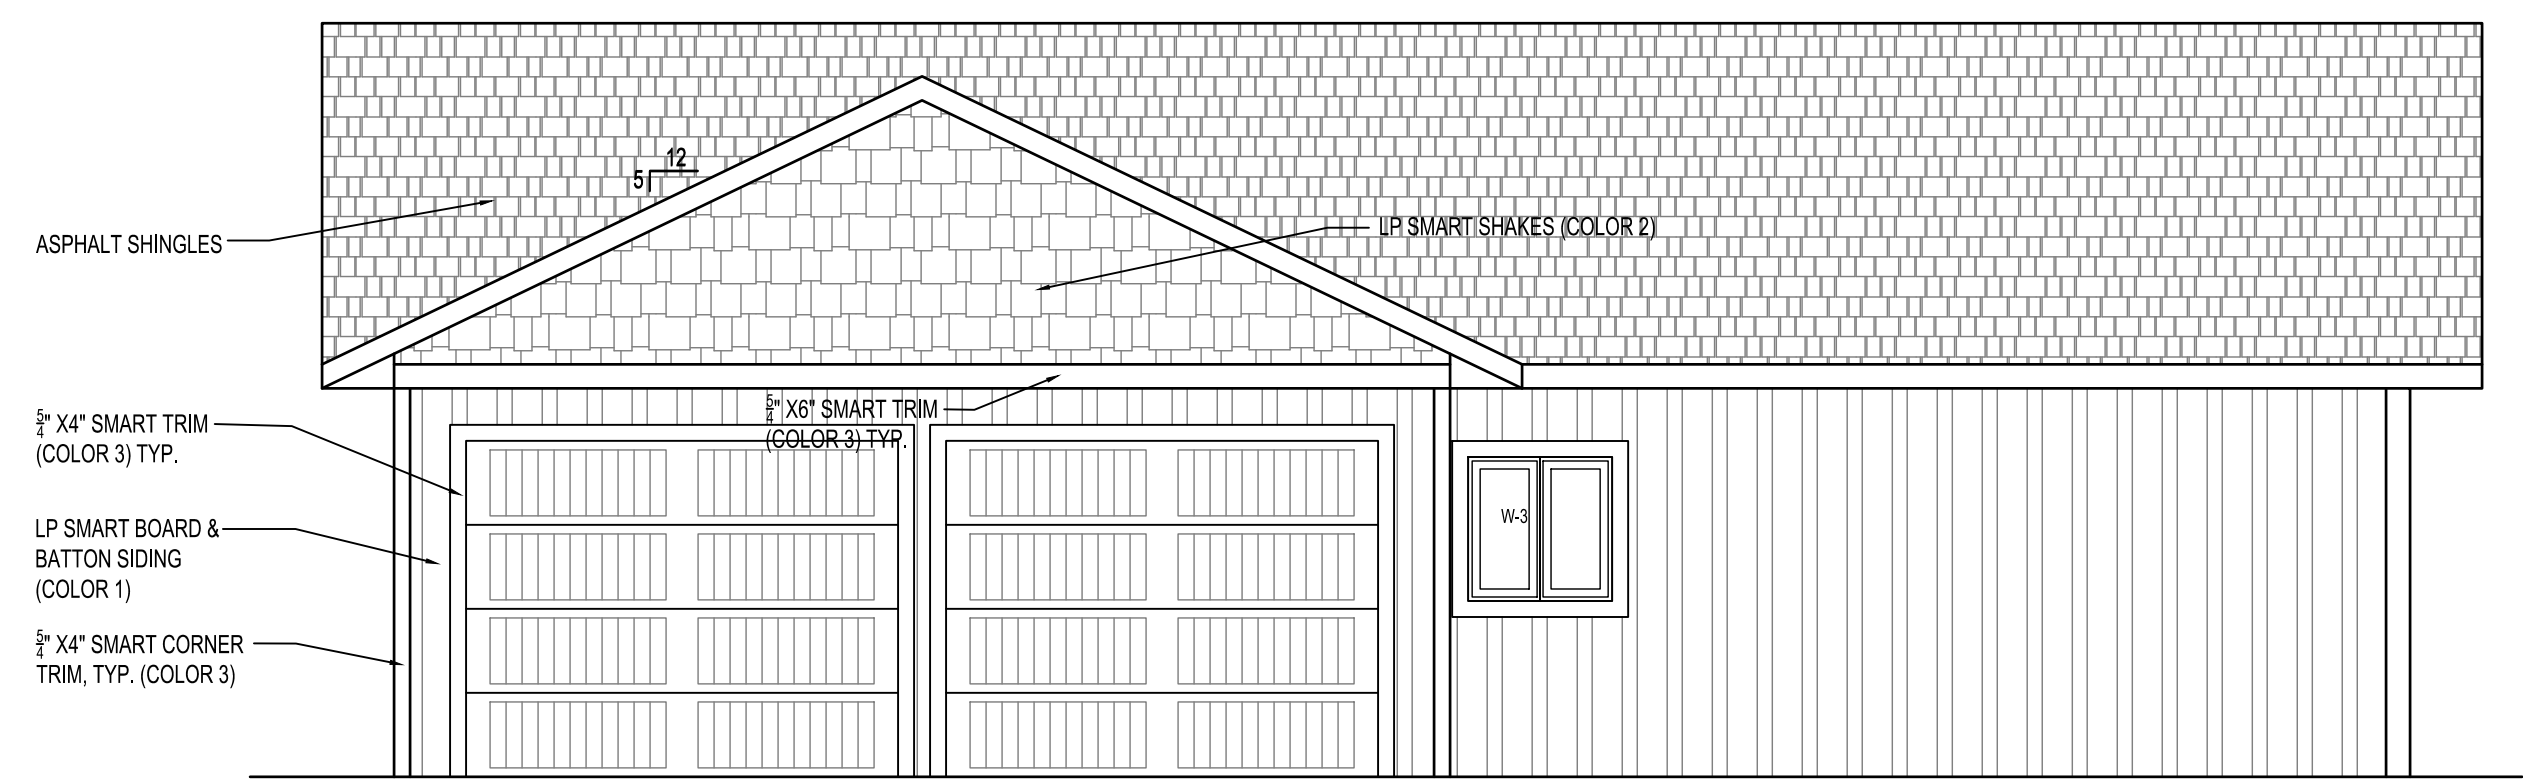 12
5
ASPHALT SHINGLES
LP SMART SHAKES (COLOR 2)
5/4" X4" SMART TRIM
(COLOR 3) TYP.
5/4" X6" SMART TRIM
(COLOR 3) TYP.
LP SMART BOARD &
BATTON SIDING
(COLOR 1)
W-3
5/4" X4" SMART CORNER
TRIM, TYP. (COLOR 3)